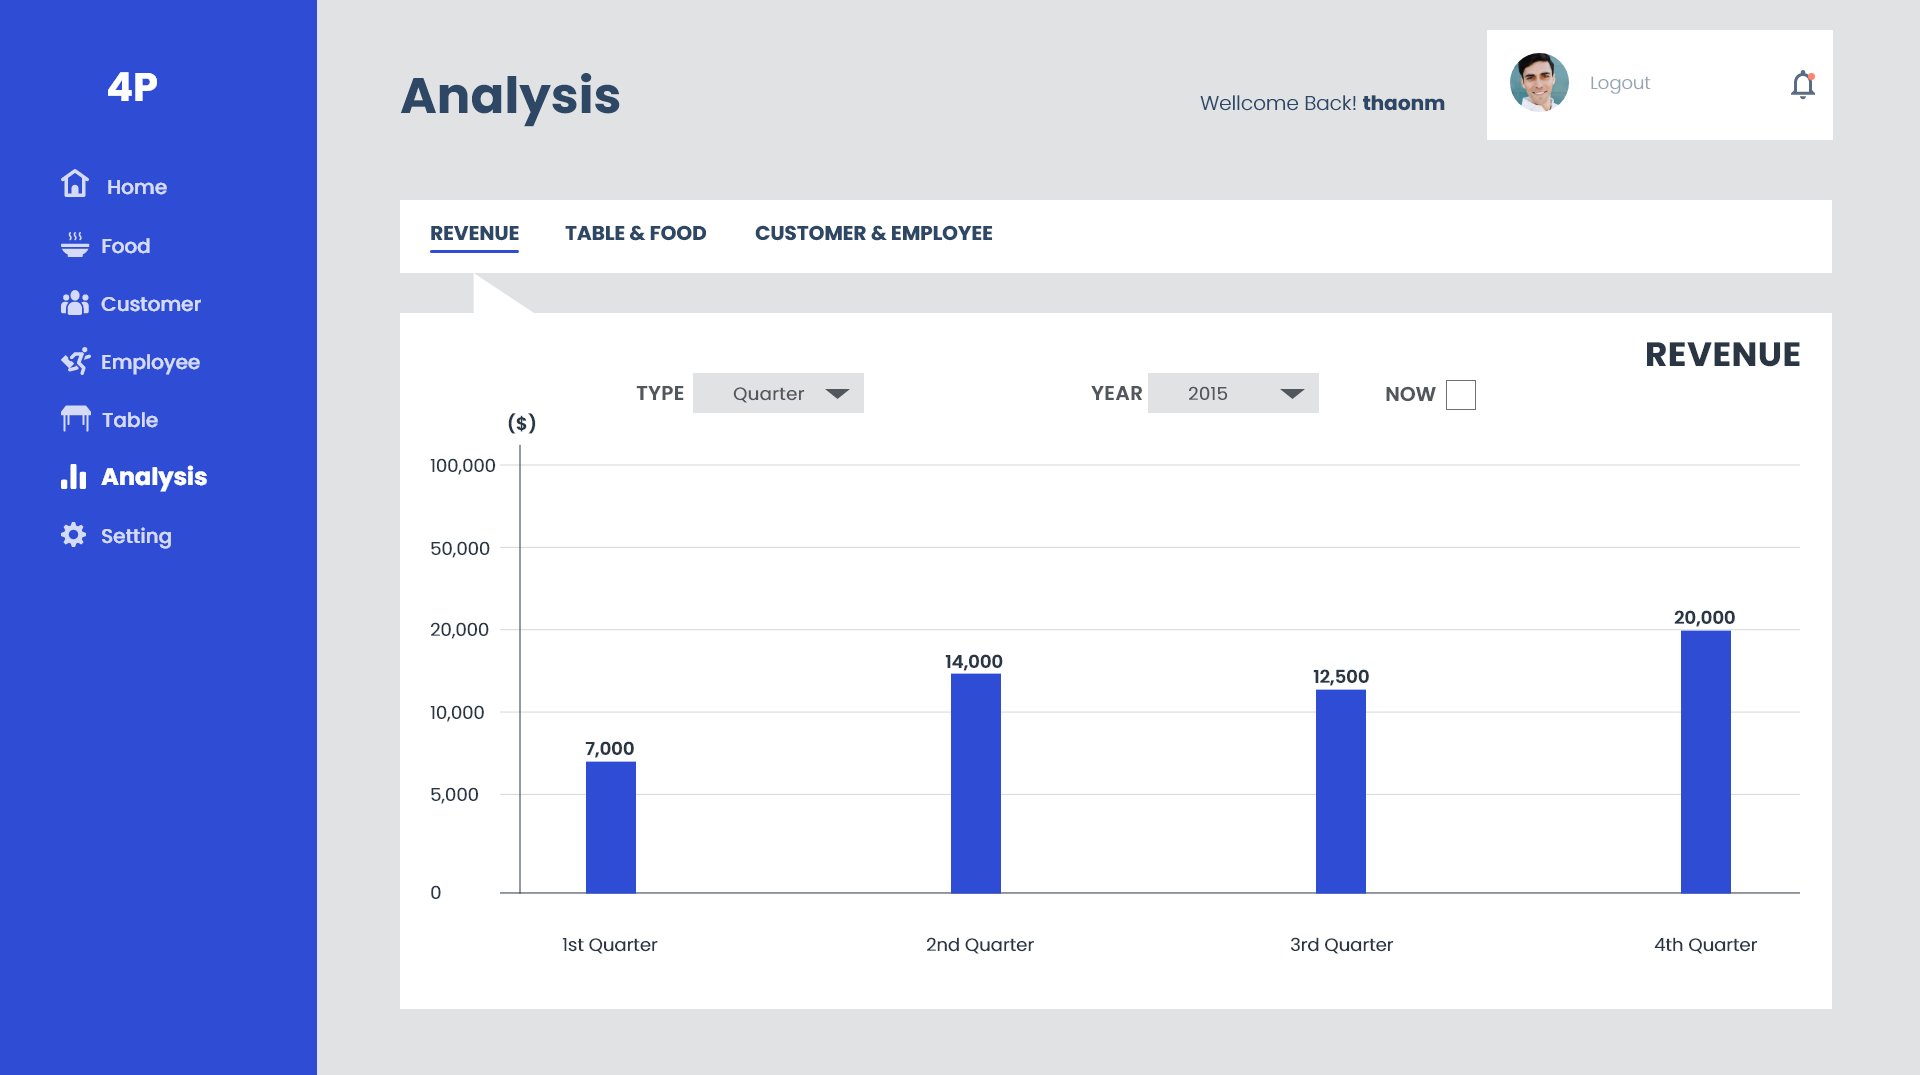 4P
Home
Food
Customer
Employee
Table
Analysis
Setting
Analysis
Wellcome Back! thaonm
Logout
REVENUE
TABLE & FOOD
CUSTOMER & EMPLOYEE
REVENUE
TYPE
Quarter
YEAR
2015
NOW
($)
100,000
50,000
20,000
10,000
5,000
0
7,000
14,000
12,500
20,000
1st Quarter
2nd Quarter
3rd Quarter
4th Quarter